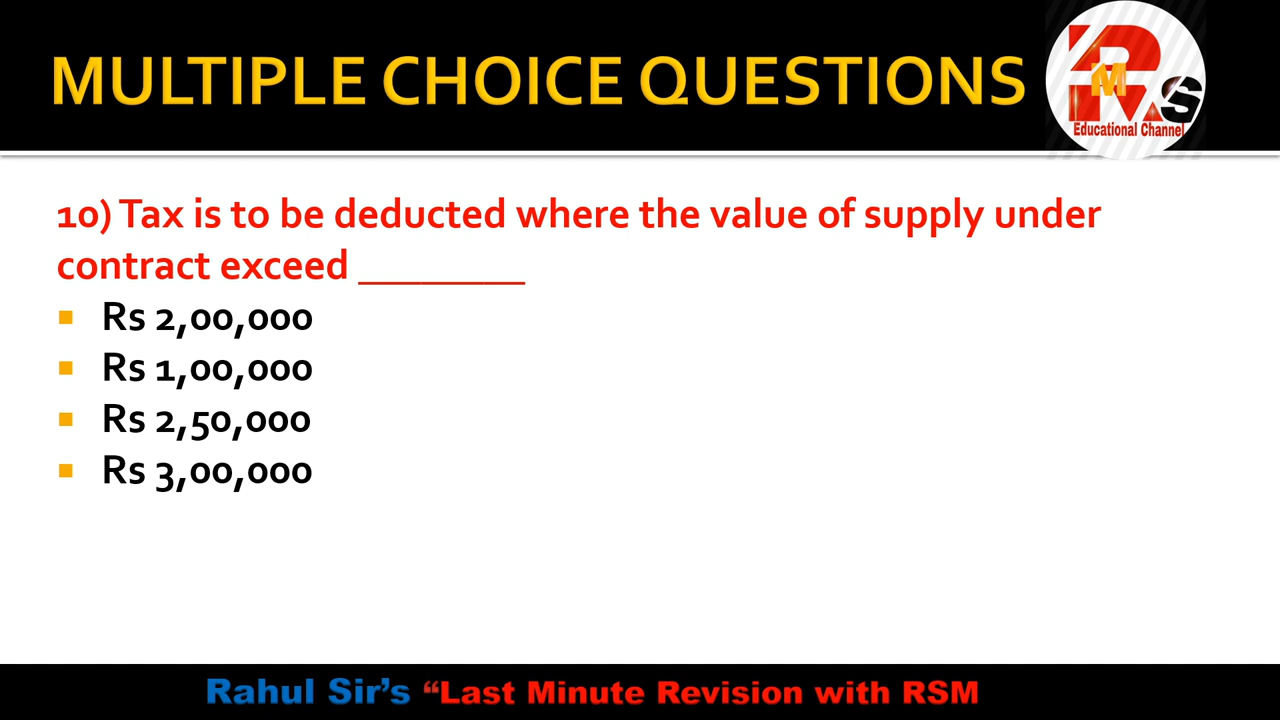 MULTIPLE CHOICE QUESTIONS
RMS
Educational Channel
10) Tax is to be deducted where the value of supply under
contract exceed ________
Rs 2,00,000
Rs 1,00,000
Rs 2,50,000
Rs 3,00,000
Rahul Sir's “Last Minute Revision with RSM